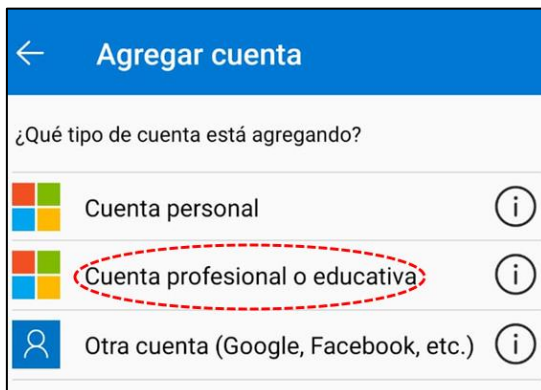 Agregar cuenta
¿Qué tipo de cuenta está agregando?
Cuenta personal
Cuenta profesional o educativa
Otra cuenta (Google, Facebook, etc.)